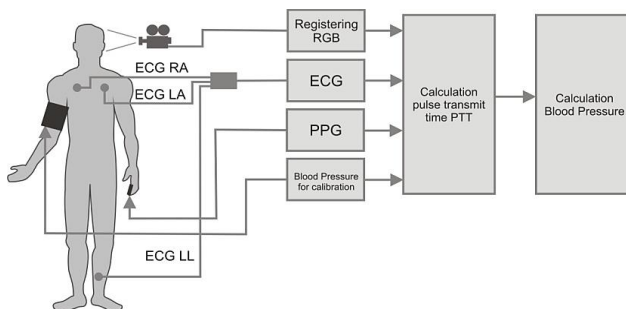 Registering
RGB
ECG RA
ECG LA
ECG
PPG
Blood Pressure
for calibration
ECG LL
Calculation
pulse transmit
time PTT
Calculation
Blood Pressure